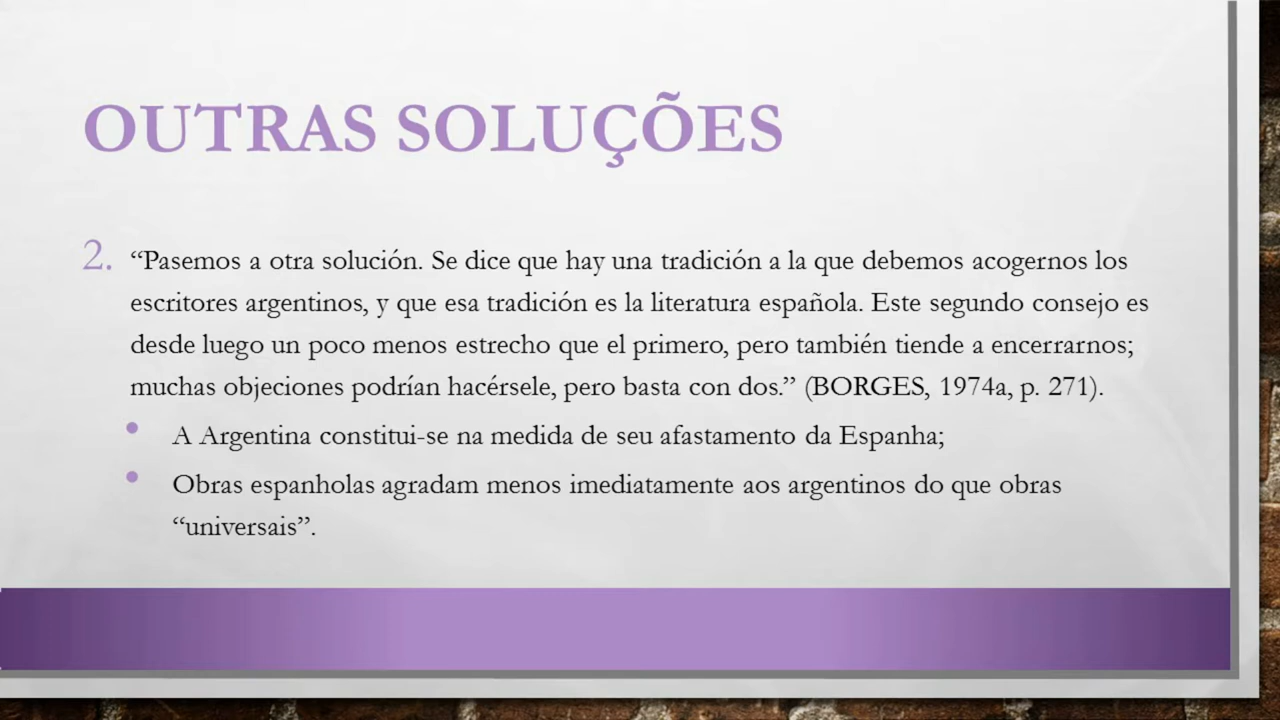 OUTRAS SOLUÇÕES
2. “Pasemos a otra solución. Se dice que hay una tradición a la que debemos acogernos los
escritores argentinos, y que esa tradición es la literatura española. Este segundo consejo es
desde luego un poco menos estrecho que el primero, pero también tiende a encerrarnos;
muchas objeciones podrían hacérsele, pero basta con dos.” (BORGES, 1974a, p. 271).
• A Argentina constitui-se na medida de seu afastamento da Espanha;
• Obras espanholas agradam menos imediatamente aos argentinos do que obras
“universais”.